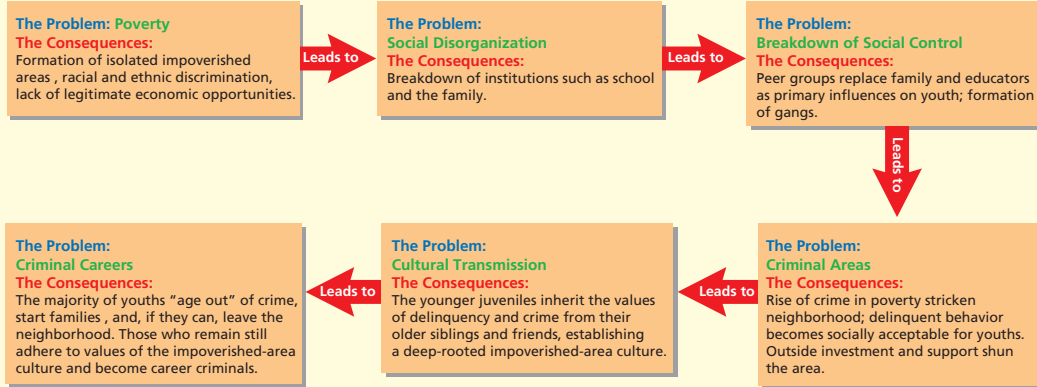 The Problem: Poverty
The Consequences:
Formation of isolated impoverished
areas , racial and ethnic discrimination,
lack of legitimate economic opportunities.
Leads to
The Problem:
Social Disorganization
The Consequences:
Breakdown of institutions such as school
and the family.
Leads to
The Problem:
Breakdown of Social Control
The Consequences:
Peer groups replace family and educators
as primary influences on youth; formation
of gangs.
Leads to
The Problem:
Criminal Areas
The Consequences:
Rise of crime in poverty stricken
neighborhood; delinquent behavior
becomes socially acceptable for youths.
Outside investment and support shun
the area.
Leads to
The Problem:
Cultural Transmission
The Consequences:
The younger juveniles inherit the values
of delinquency and crime from their
older siblings and friends, establishing
a deep-rooted impoverished-area culture.
Leads to
The Problem:
Criminal Careers
The Consequences:
The majority of youths “age out” of crime,
start families , and, if they can, leave the
neighborhood. Those who remain still
adhere to values of the impoverished-area
culture and become career criminals.